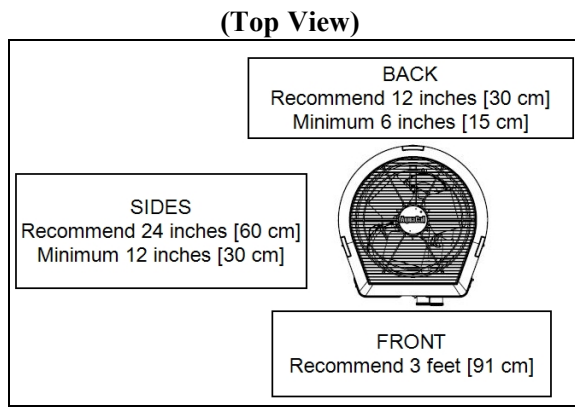 (Top View)
BACK
Recommend 12 inches [30 cm]
Minimum 6 inches [15 cm]
SIDES
Recommend 24 inches [60 cm]
Minimum 12 inches [30 cm]
FRONT
Recommend 3 feet [91 cm]